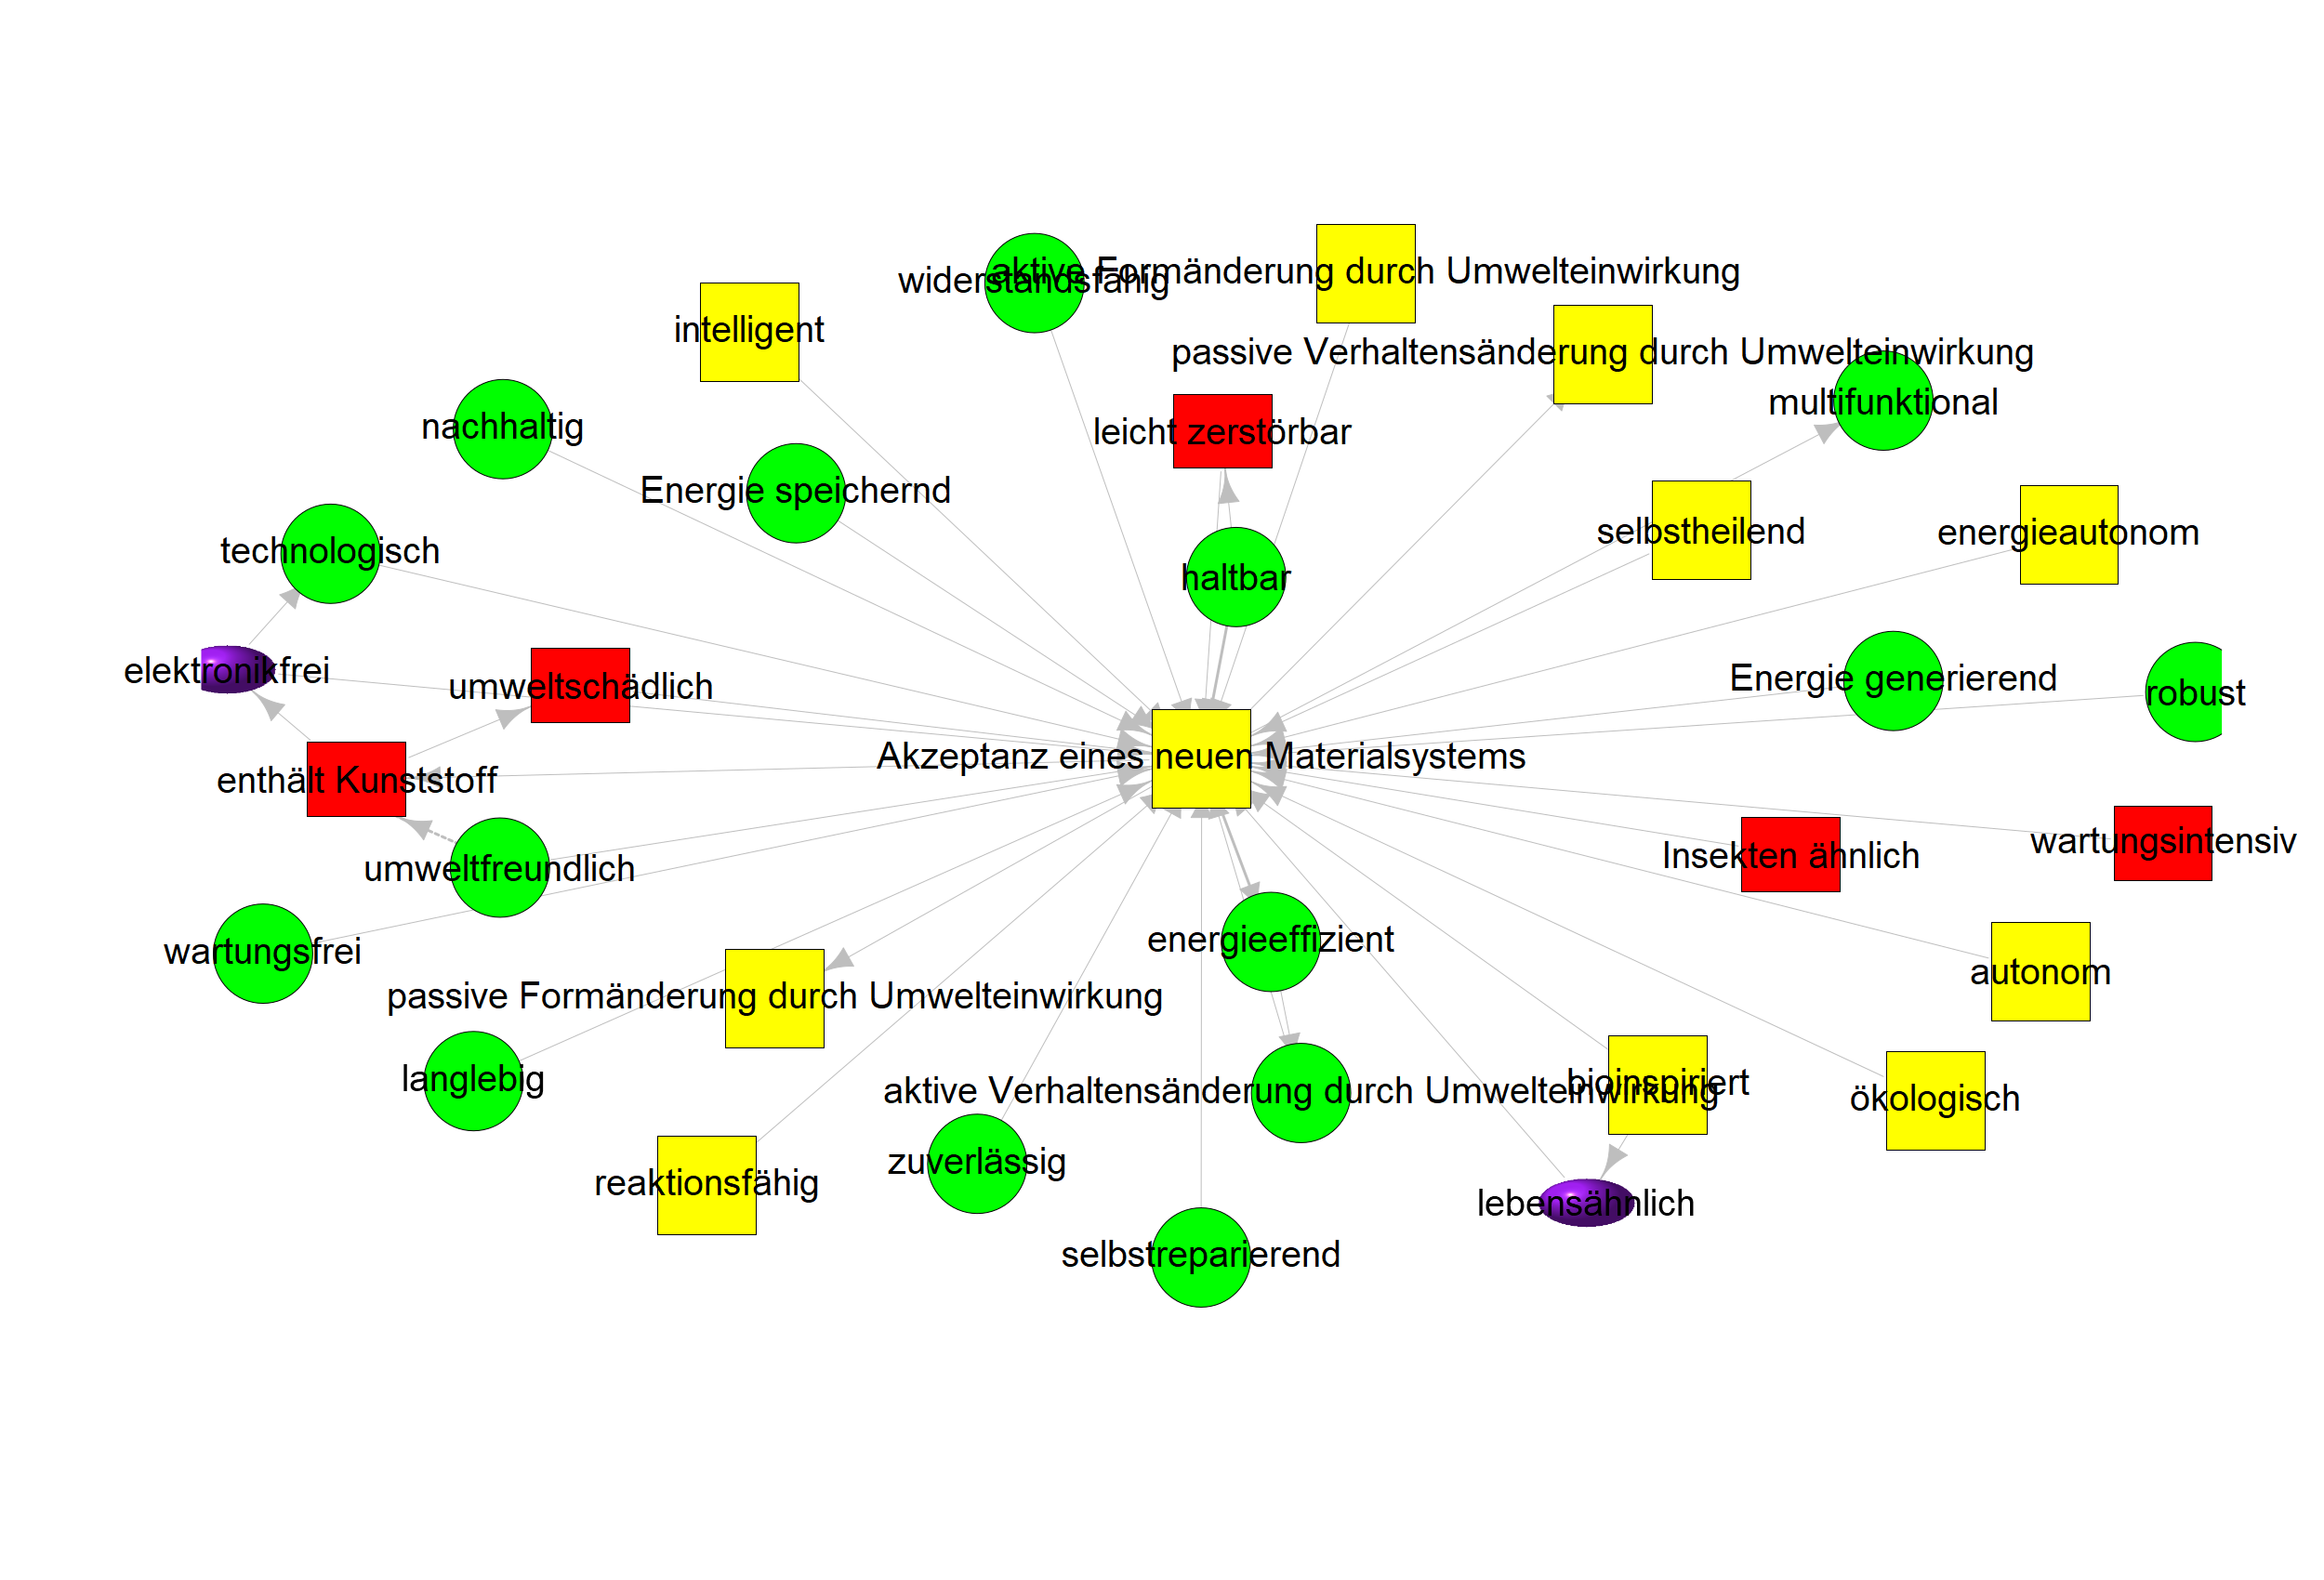 aktive Formänderung durch Umwelteinwirkung
widerstandsfähig
intelligent
passive Verhaltensänderung durch Umwelteinwirkung
multifunktional
nachhaltig
leicht zerstörbar
Energie speichernd
selbstheilend
energieautonom
technologisch
haltbar
elektronikfrei
umweltschädlich
Energie generierend
robust
Akzeptanz eines neuen Materialsystems
enthält Kunststoff
wartungsintensiv
Insekten ähnlich
umweltfreundlich
energieeffizient
wartungsfrei
autonom
passive Formänderung durch Umwelteinwirkung
langlebig
bioinspiriert
aktive Verhaltensänderung durch Umwelteinwirkung
ökologisch
zuverlässig
reaktionsfähig
lebensähnlich
selbstreparierend